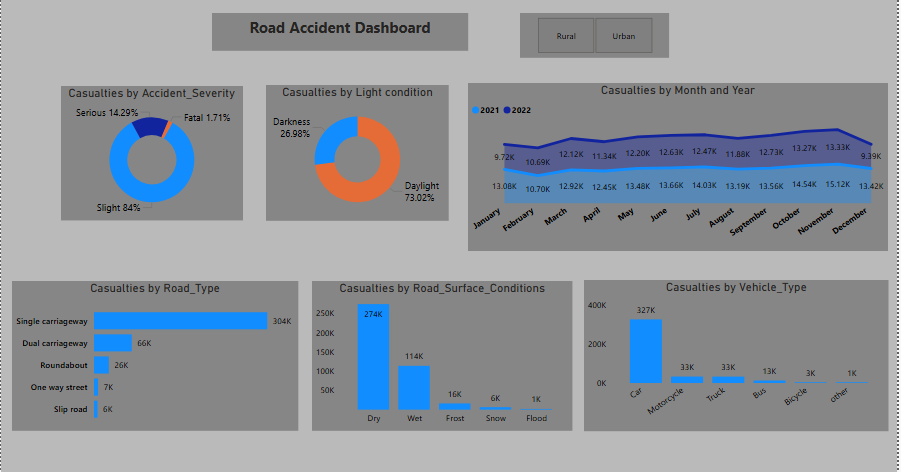 Road Accident Dashboard
Rural Urban
Casualties by Accident_Severity
Serious 14.29%
Fatal 1.71%
Slight 84%
Casualties by Light condition
Darkness
26.98%
Daylight
73.02%
Casualties by Month and Year
2021 2022
9.72K 10.69K 12.12K 11.34K 12.20K 12.63K 12.47K 11.88K 12.73K 13.27K 13.33K 9.39K
13.08K 10.70K 12.92K 12.45K 13.48K 13.66K 14.03K 13.19K 13.56K 14.54K 15.12K 13.42K
January February March April May June July August September October November December
Casualties by Road_Type
Single carriageway 304K
Dual carriageway 66K
Roundabout 26K
One way street 7K
Slip road 6K
Casualties by Road_Surface_Conditions
250K
200K
150K
100K
50K
274K 114K 16K 6K 1K
Dry Wet Frost Snow Flood
Casualties by Vehicle_Type
400K
200K
0K
327K 33K 33K 13K 3K 1K
Car Motorcycle Truck Bus Bicycle other